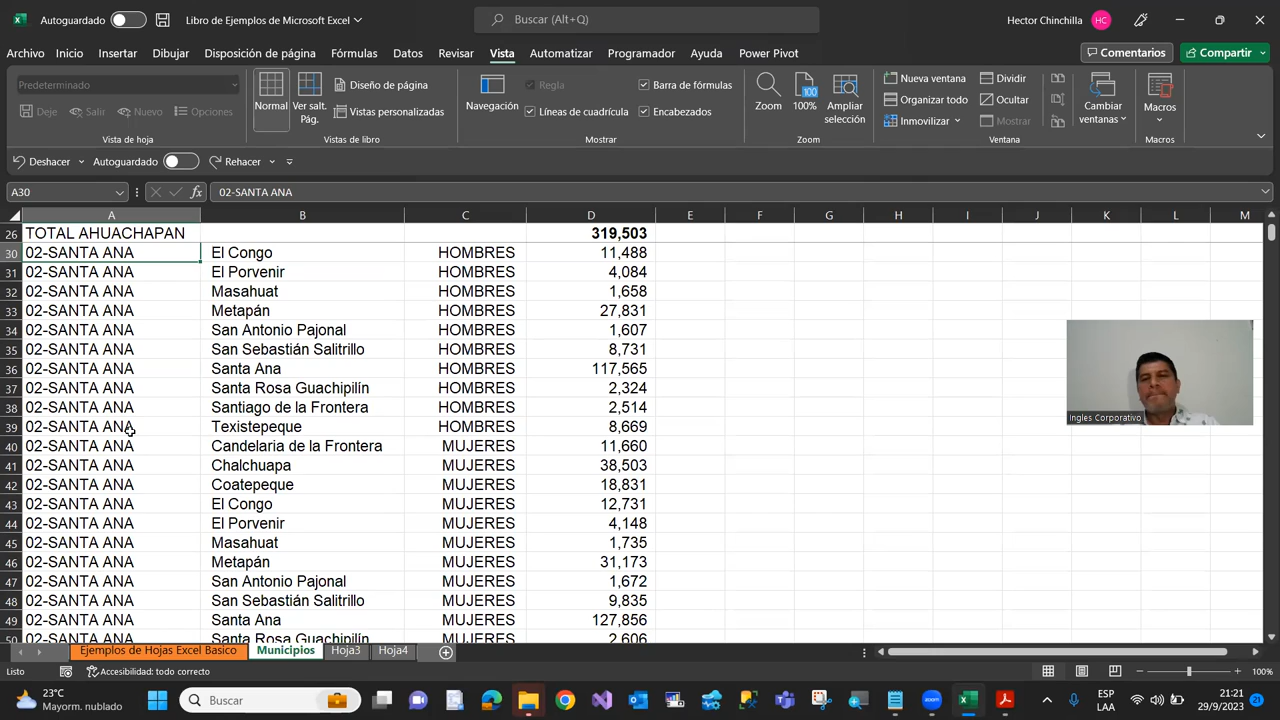 Autoguardado Libro de Ejemplos de Microsoft Excel Buscar (Alt+Q) Hector Chinchilla HC
Archivo Inicio Insertar Dibujar Disposición de página Fórmulas Datos Revisar Vista Automatizar Programador Ayuda Power Pivot Comentarios Compartir
Predeterminado
Deje Salir Nuevo Opciones
Vista de hoja
Normal
Ver salt. Pág.
Diseño de página
Vistas personalizadas
Vistas de libro
Navegación
Regla
Barra de fórmulas
Líneas de cuadrícula
Encabezados
Mostrar
Zoom
100
100%
Ampliar selección
Zoom
Nueva ventana
Organizar todo
Inmovilizar
Dividir
Ocultar
Mostrar
Cambiar ventanas
Ventana
Macros
Macros
Deshacer Autoguardado Rehacer
A30 fx 02-SANTA ANA
A B C D E F G H I J K L M
26 TOTAL AHUACHAPAN 319,503
30 02-SANTA ANA El Congo HOMBRES 11,488
31 02-SANTA ANA El Porvenir HOMBRES 4,084
32 02-SANTA ANA Masahuat HOMBRES 1,658
33 02-SANTA ANA Metapán HOMBRES 27,831
34 02-SANTA ANA San Antonio Pajonal HOMBRES 1,607
35 02-SANTA ANA San Sebastián Salitrillo HOMBRES 8,731
36 02-SANTA ANA Santa Ana HOMBRES 117,565
37 02-SANTA ANA Santa Rosa Guachipilín HOMBRES 2,324
38 02-SANTA ANA Santiago de la Frontera HOMBRES 2,514
39 02-SANTA ANA Texistepeque HOMBRES 8,669
40 02-SANTA ANA Candelaria de la Frontera MUJERES 11,660
41 02-SANTA ANA Chalchuapa MUJERES 38,503
42 02-SANTA ANA Coatepeque MUJERES 18,831
43 02-SANTA ANA El Congo MUJERES 12,731
44 02-SANTA ANA El Porvenir MUJERES 4,148
45 02-SANTA ANA Masahuat MUJERES 1,735
46 02-SANTA ANA Metapán MUJERES 31,173
47 02-SANTA ANA San Antonio Pajonal MUJERES 1,672
48 02-SANTA ANA San Sebastián Salitrillo MUJERES 9,835
49 02-SANTA ANA Santa Ana MUJERES 127,856
50 02-SANTA ANA Santa Rosa Guachipilín MUJERES 2,606
Ingles Corporativo
Ejemplos de Hojas Excel Basico Municipios Hoja3 Hoja4
Listo Accesibilidad: todo correcto 100%
23°C
Mayorm. nublado
Buscar
zoom
ESP
LAA
21:21
29/9/2023
21